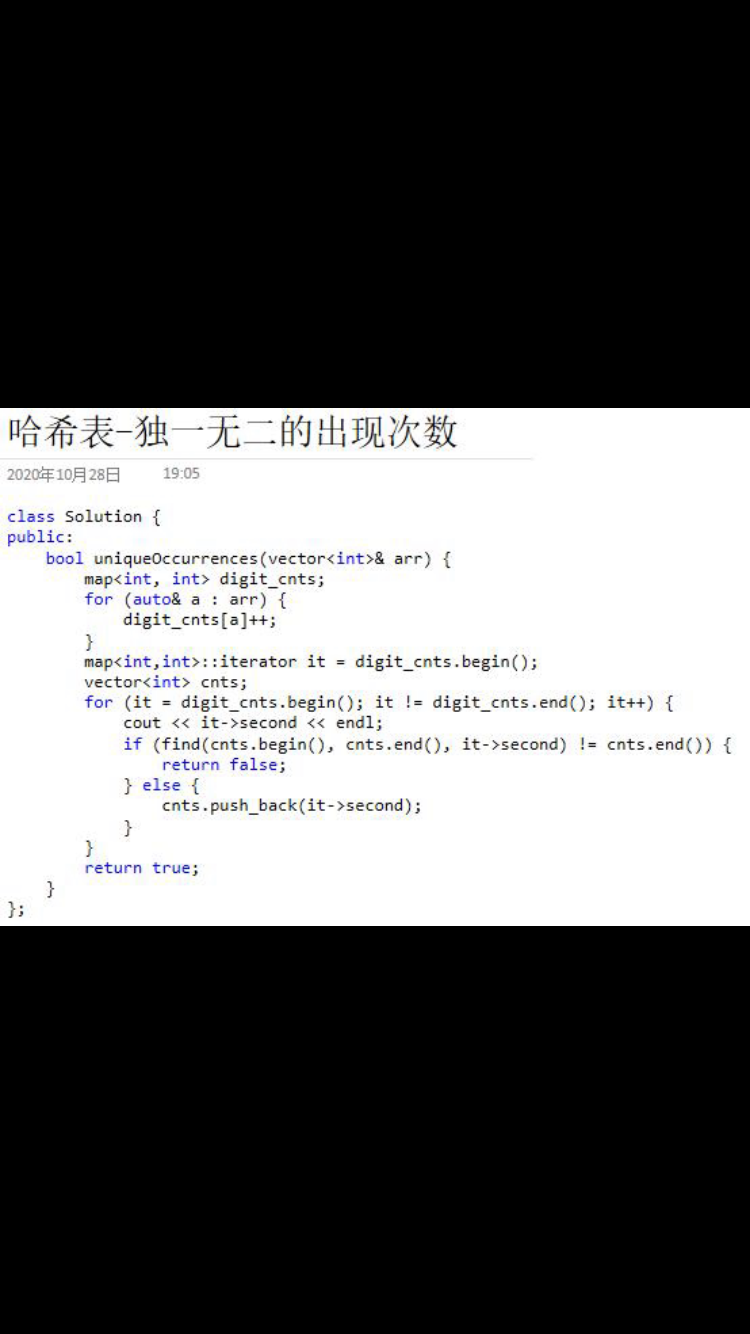 哈希表-独一无二的出现次数
2020年10月28日 19:05
class Solution {
public:
    bool uniqueOccurrences(vector<int>& arr) {
        map<int, int> digit_cnts;
        for (auto& a : arr) {
            digit_cnts[a]++;
        }
        map<int,int>::iterator it = digit_cnts.begin();
        vector<int> cnts;
        for (it = digit_cnts.begin(); it != digit_cnts.end(); it++) {
            cout << it->second << endl;
            if (find(cnts.begin(), cnts.end(), it->second) != cnts.end()) {
                return false;
            } else {
                cnts.push_back(it->second);
            }
        }
        return true;
    }
};